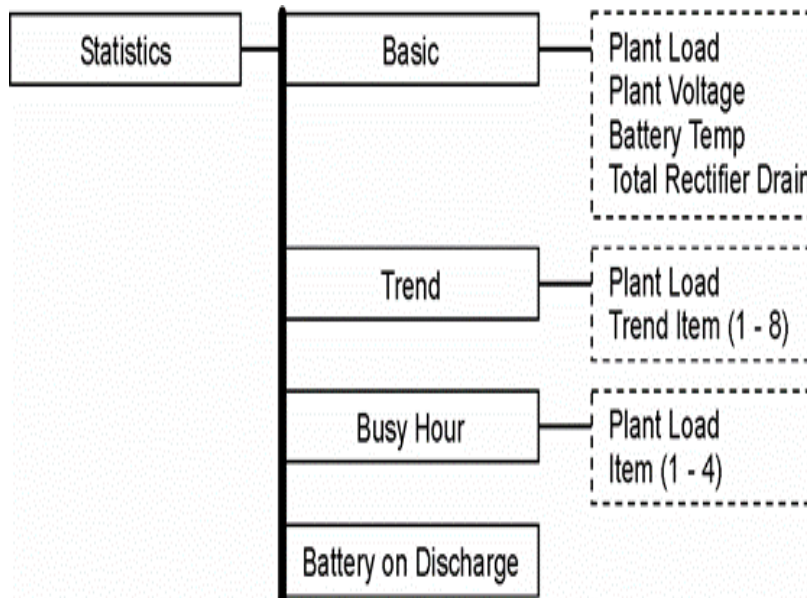 Statistics
Basic
Plant Load
Plant Voltage
Battery Temp
Total Rectifier Drain
Trend
Plant Load
Trend Item (1 - 8)
Busy Hour
Plant Load
Item (1 - 4)
Battery on Discharge